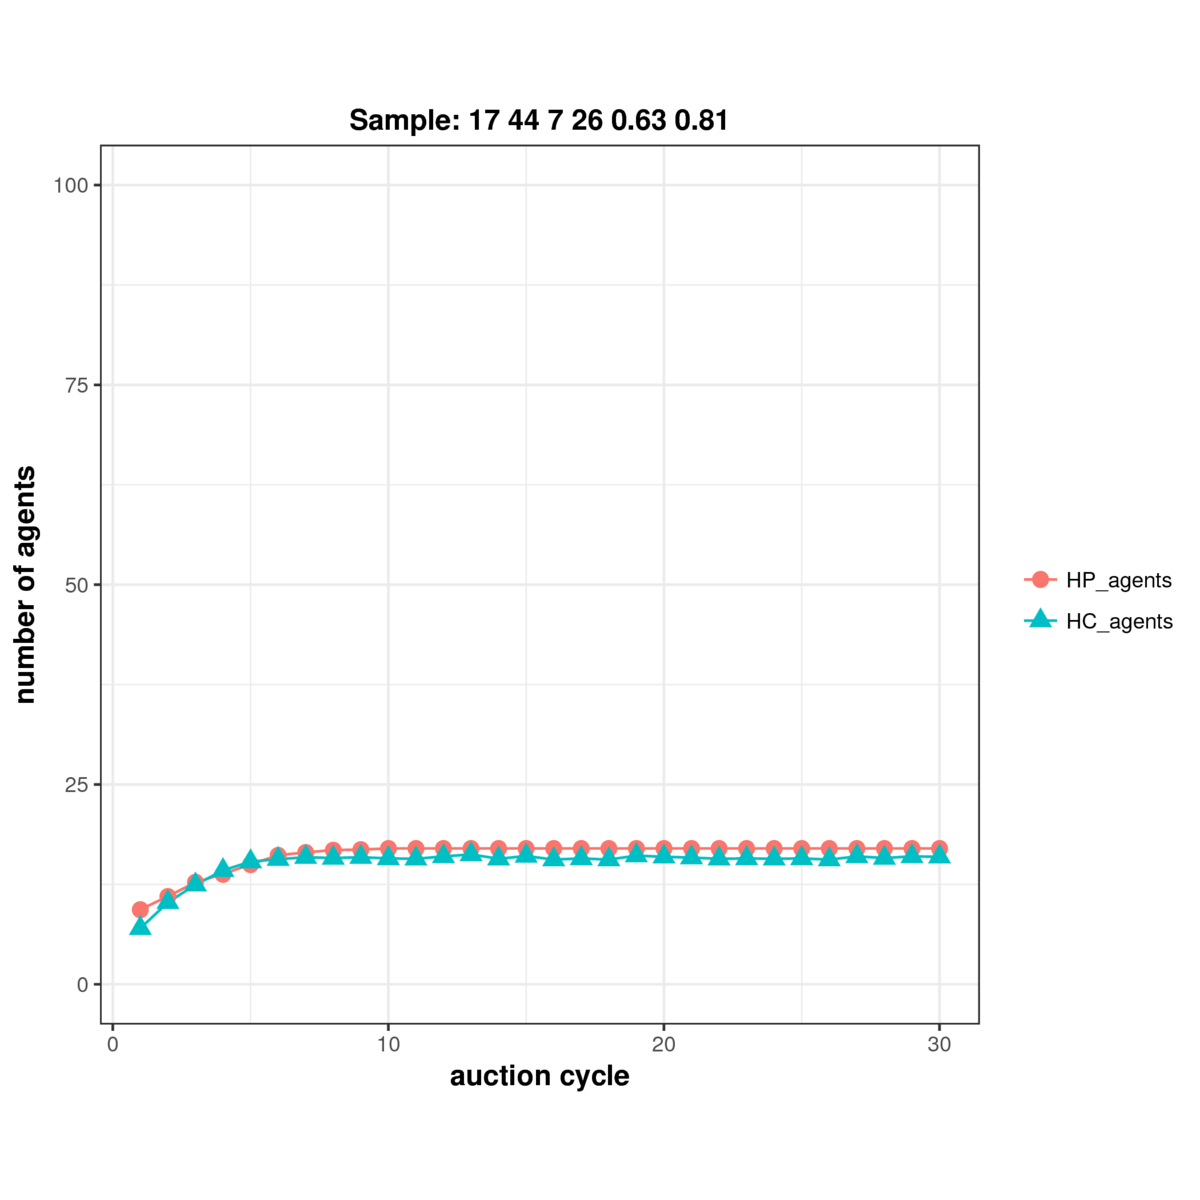 Sample: 17 44 7 26 0.63 0.81
100
75
50
25
0
number of agents
0 10 20 30
auction cycle
HP_agents
HC_agents